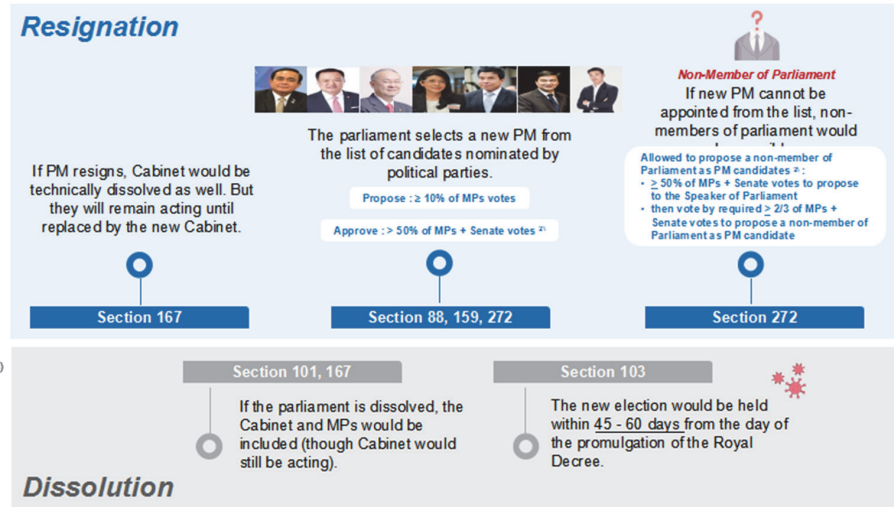 Resignation
If PM resigns, Cabinet would be
technically dissolved as well. But
they will remain acting until
replaced by the new Cabinet.
Section 167
The parliament selects a new PM from
the list of candidates nominated by
political parties.
Propose : ≥ 10% of MPs votes
Approve : > 50% of MPs + Senate votes 2\
Section 88, 159, 272
?
Non-Member of Parliament
If new PM cannot be
appointed from the list, non-
members of parliament would
Allowed to propose a non-member of
Parliament as PM candidates 2\ :
• ≥ 50% of MPs + Senate votes to propose
to the Speaker of Parliament
• then vote by required ≥ 2/3 of MPs +
Senate votes to propose a non-member of
Parliament as PM candidate
Section 272
)
Section 101, 167
If the parliament is dissolved, the
Cabinet and MPs would be
included (though Cabinet would
still be acting).
Section 103
The new election would be held
within 45 - 60 days from the day of
the promulgation of the Royal
Decree.
Dissolution